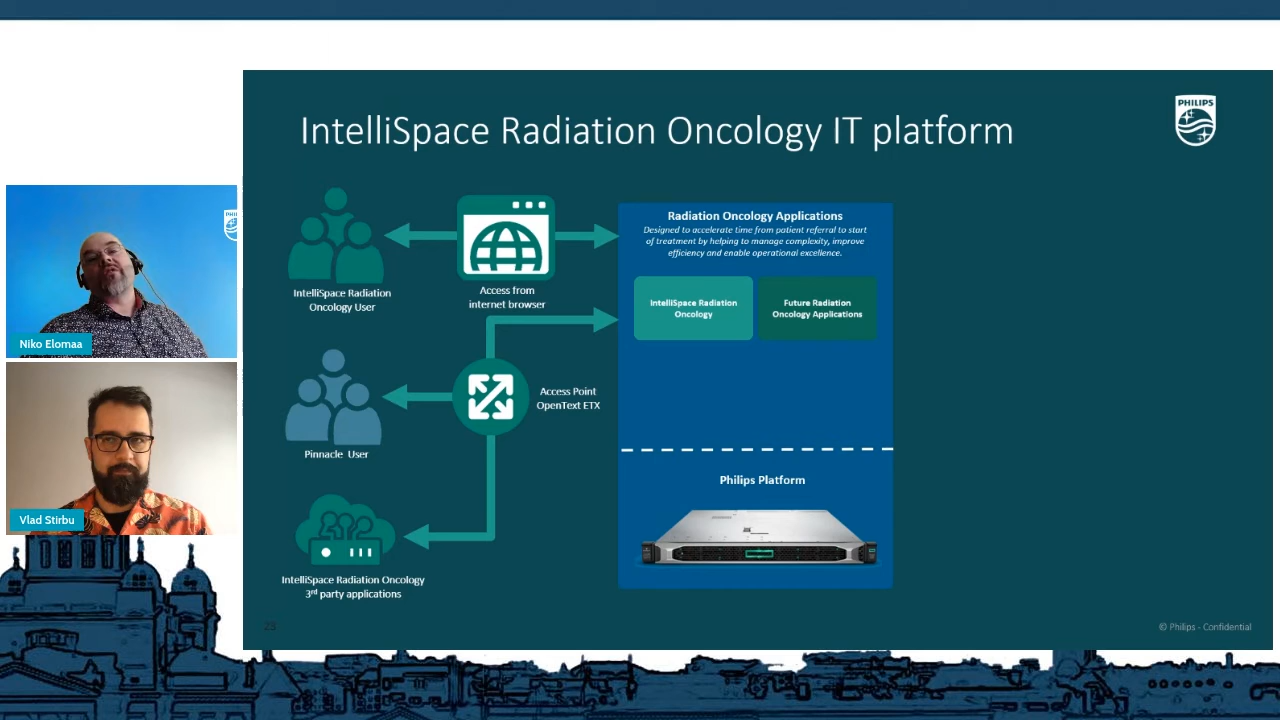 IntelliSpace Radiation Oncology IT platform
PHILIPS
IntelliSpace Radiation
Oncology User
Access from
internet browser
Radiation Oncology Applications
Designed to accelerate time from patient referral to start
of treatment by helping to manage complexity, improve
efficiency and enable operational excellence.
IntelliSpace Radiation
Oncology
Future Radiation
Oncology Applications
Access Point
OpenText ETX
Pinnacle User
Philips Platform
IntelliSpace Radiation Oncology
3rd party applications
23
© Philips - Confidential
Niko Elomaa
Vlad Stirbu